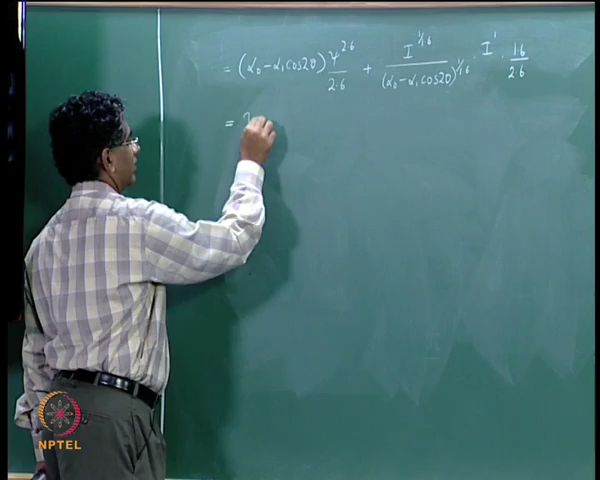 = (α₀ - α₁ cos2θ) ψ^2.6 / 2.6 + I^1/1.6 / (α₀ - α₁ cos2θ)^1/1.6 · I' · 1.6 / 2.6
=
NPTEL